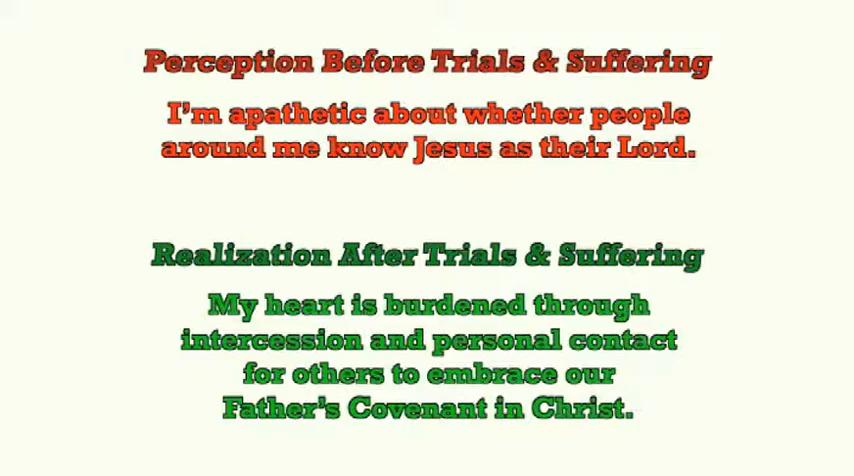 Perception Before Trials & Suffering
I'm apathetic about whether people
around me know Jesus as their Lord.
Realization After Trials & Suffering
My heart is burdened through
intercession and personal contact
for others to embrace our
Father's Covenant in Christ.